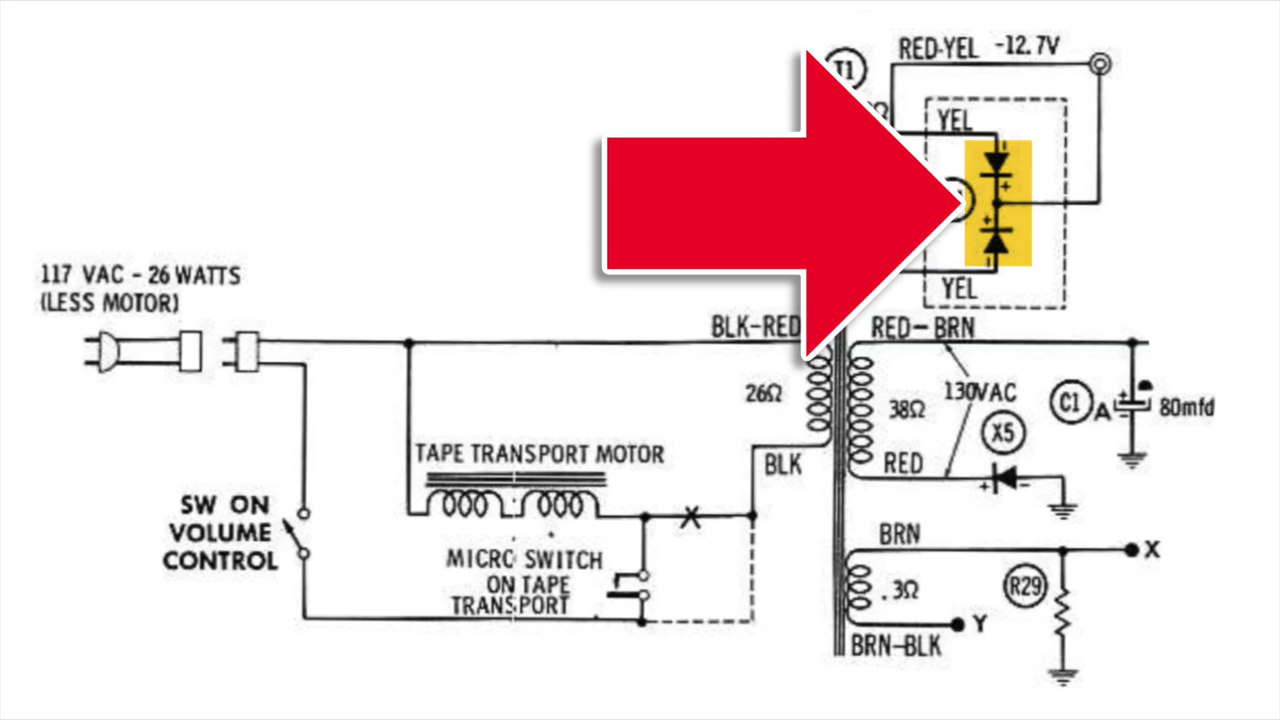 RED-YEL -12.7V
T1
Ω
YEL
+
+
YEL
117 VAC - 26 WATTS
(LESS MOTOR)
BLK-RED
RED-BRN
26Ω
38Ω
130VAC
C1
A
+
-
80mfd
X5
BLK
RED
+
-
TAPE TRANSPORT MOTOR
SW ON
VOLUME
CONTROL
X
MICRO SWITCH
ON TAPE
TRANSPORT
BRN
X
R29
.3Ω
Y
BRN-BLK